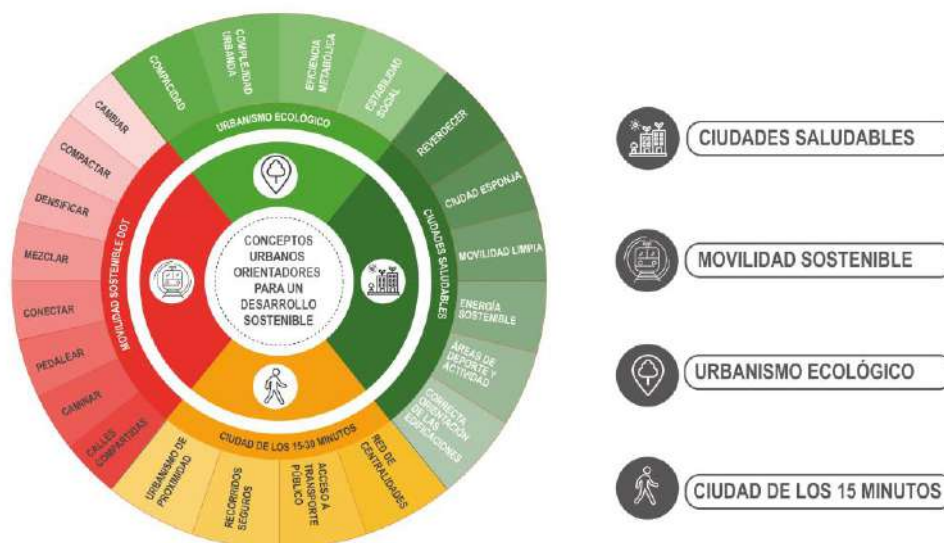 COMPACIDAD
COMPLEJIDAD
URBANDA
EFICIENCIA
METABÓLICA
ESTABILIDAD
SOCIAL
URBANISMO ECOLÓGICO
REVERDECER
CIUDAD ESPONJA
MOVILIDAD LIMPIA
ENERGÍA
SOSTENIBLE
ÁREAS DE
DEPORTE Y
ACTIVIDAD
CORRECTA
ORIENTACIÓN
DE LAS
EDIFICACIONES
CIUDADES SALUDABLES
RED DE
CENTRALIDADES
ACCESO A
TRANSPORTE
PÚBLICO
RECORRIDOS
SEGUROS
URBANISMO DE
PROXIMIDAD
CIUDAD DE LOS 15-30 MINUTOS
CALLES
COMPARTIDAS
CAMINAR
PEDALEAR
CONECTAR
MEZCLAR
DENSIFICAR
COMPACTAR
CAMBIAR
MOVILIDAD SOSTENIBLE DOT
CONCEPTOS
URBANOS
ORIENTADORES
PARA UN
DESARROLLO
SOSTENIBLE
CIUDADES SALUDABLES
MOVILIDAD SOSTENIBLE
URBANISMO ECOLÓGICO
CIUDAD DE LOS 15 MINUTOS